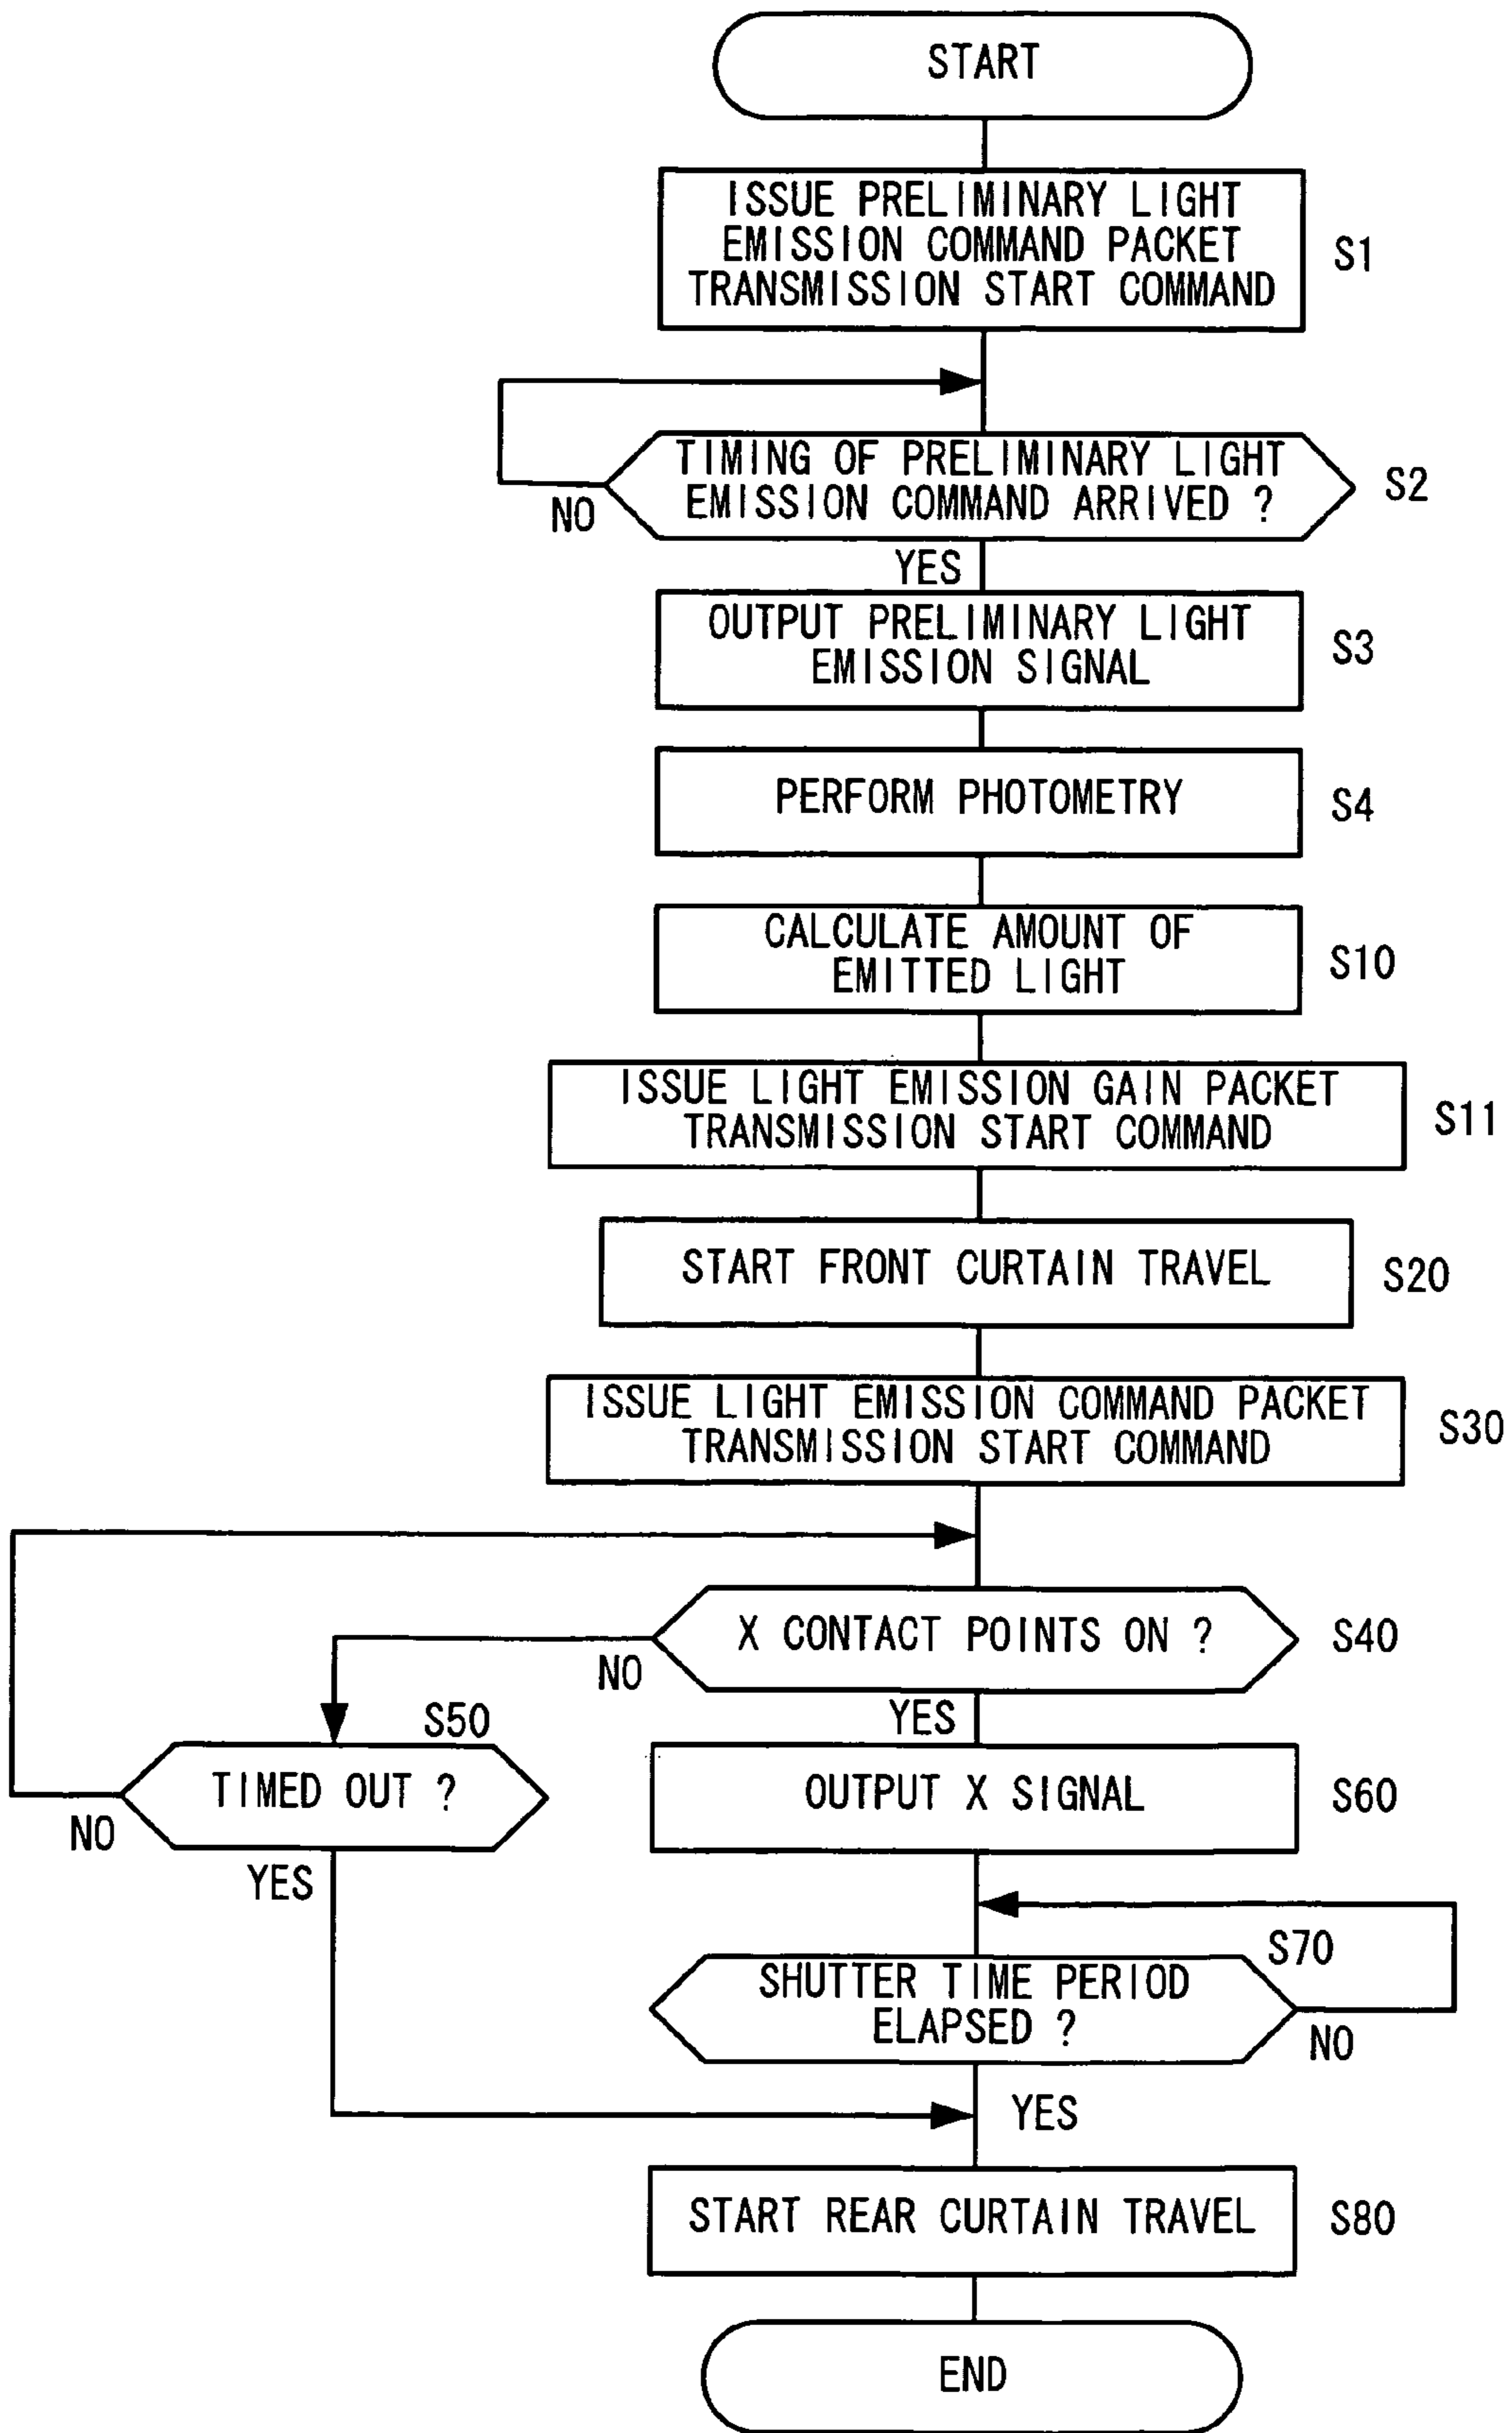 START
ISSUE PRELIMINARY LIGHT
EMISSION COMMAND PACKET
TRANSMISSION START COMMAND
S1
TIMING OF PRELIMINARY LIGHT
EMISSION COMMAND ARRIVED ?
S2
NO
YES
OUTPUT PRELIMINARY LIGHT
EMISSION SIGNAL
S3
PERFORM PHOTOMETRY
S4
CALCULATE AMOUNT OF
EMITTED LIGHT
S10
ISSUE LIGHT EMISSION GAIN PACKET
TRANSMISSION START COMMAND
S11
START FRONT CURTAIN TRAVEL
S20
ISSUE LIGHT EMISSION COMMAND PACKET
TRANSMISSION START COMMAND
S30
X CONTACT POINTS ON ?
S40
NO
YES
S50
TIMED OUT ?
NO
YES
OUTPUT X SIGNAL
S60
S70
SHUTTER TIME PERIOD
ELAPSED ?
NO
YES
START REAR CURTAIN TRAVEL
S80
END